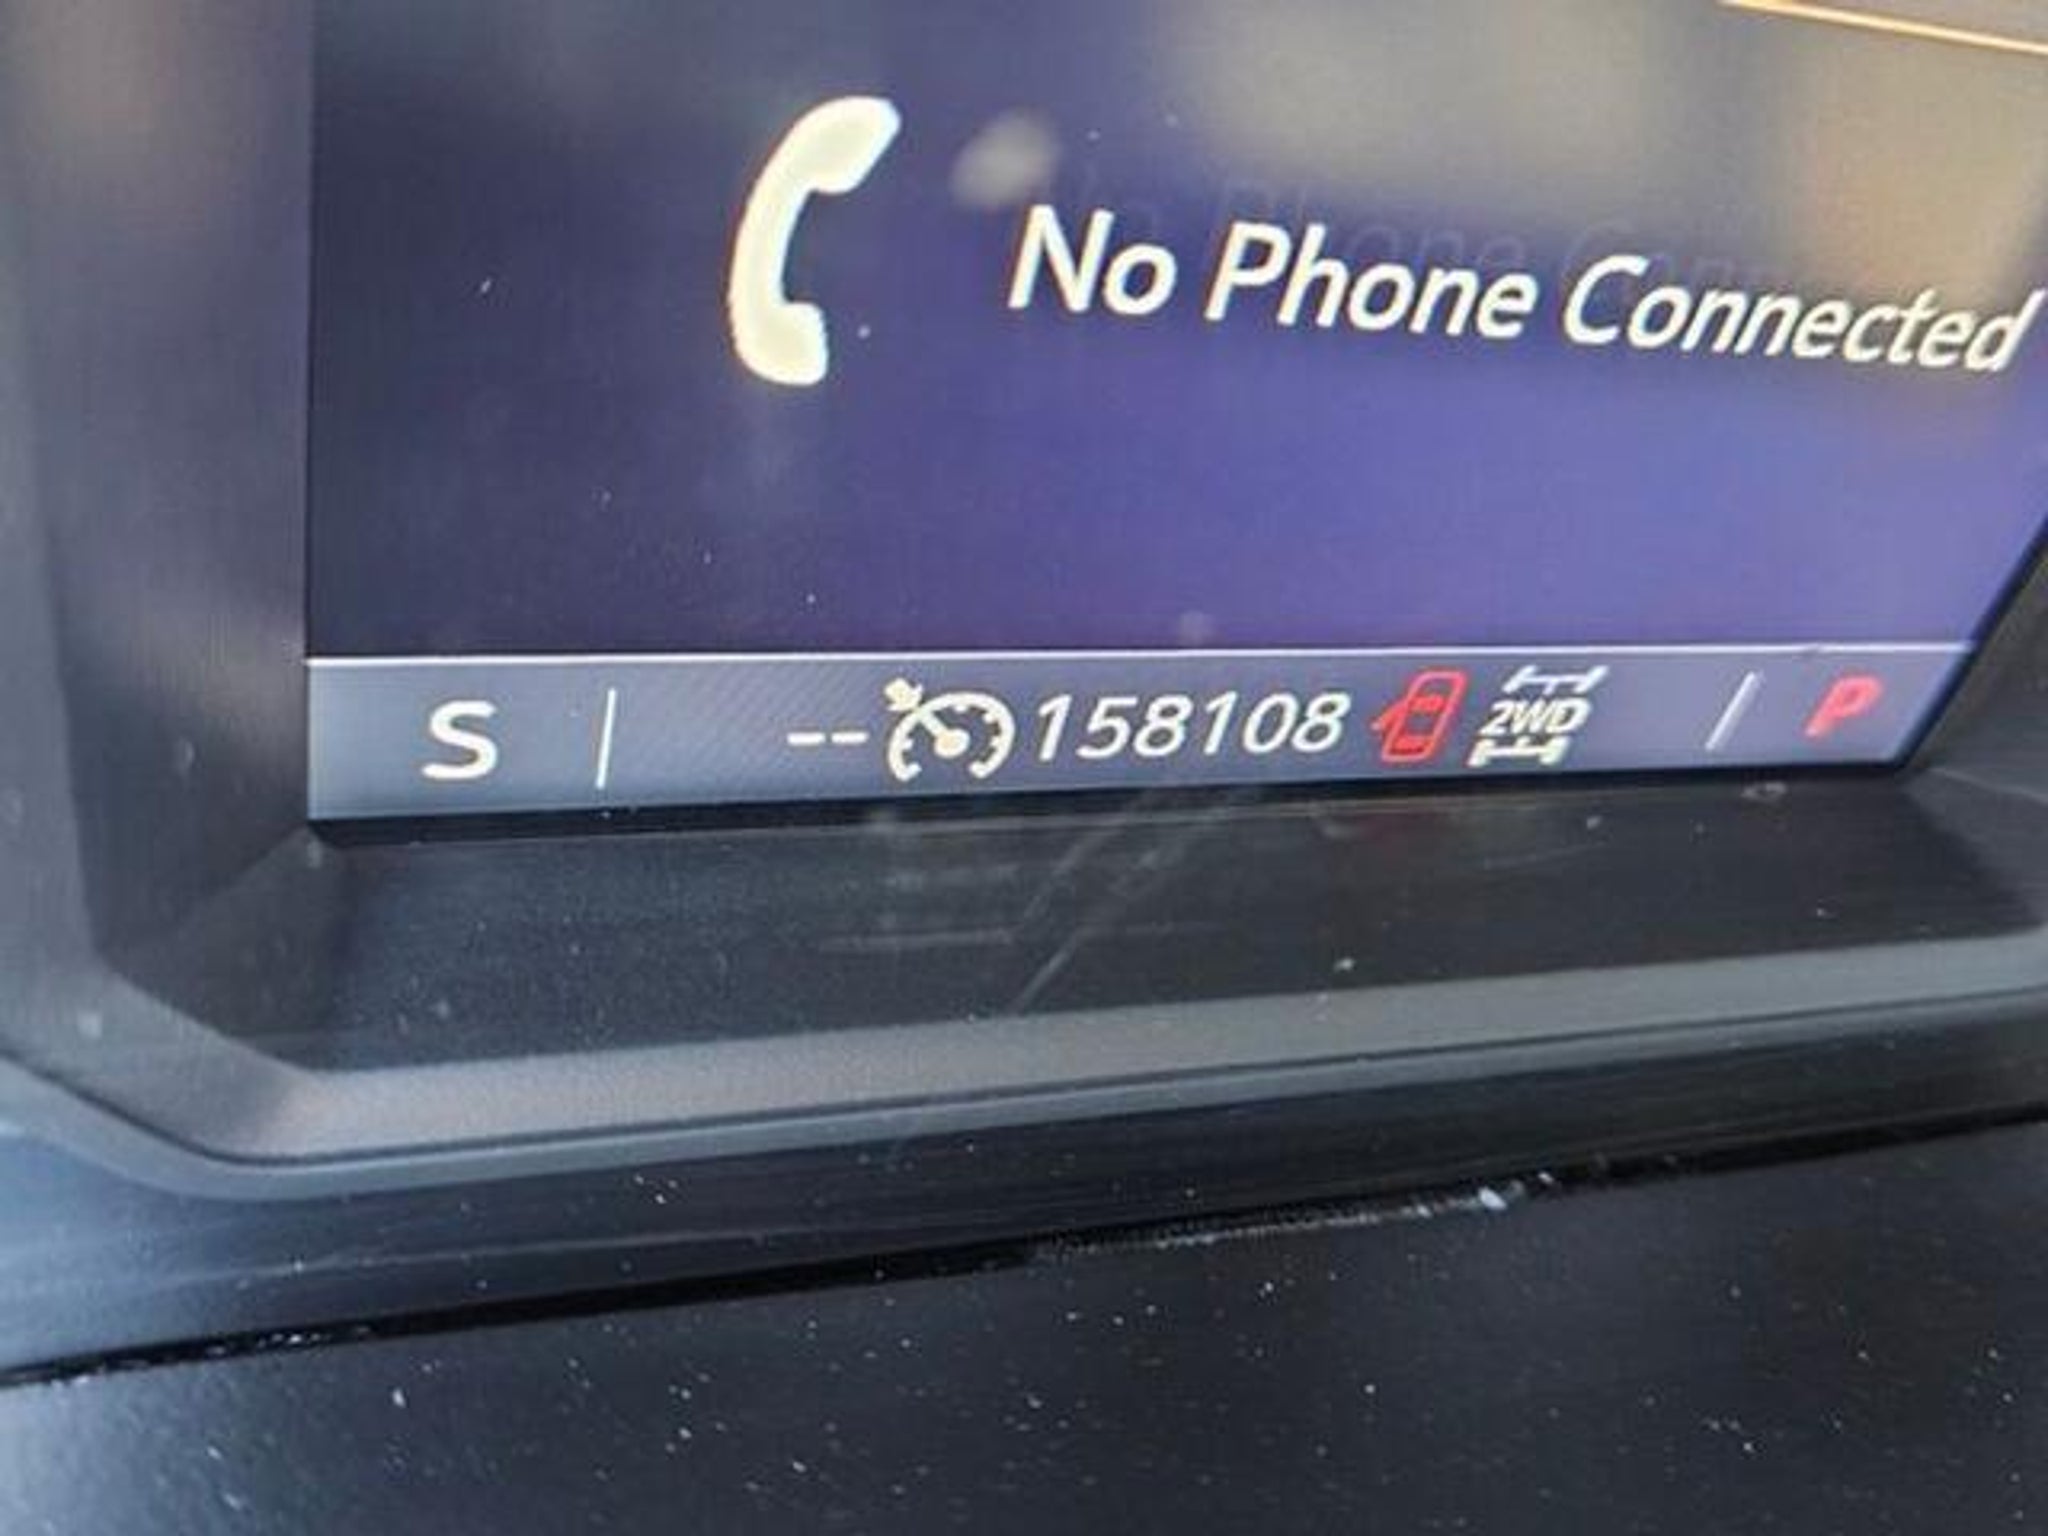 No Phone Connected
S -- 158108 2WD P